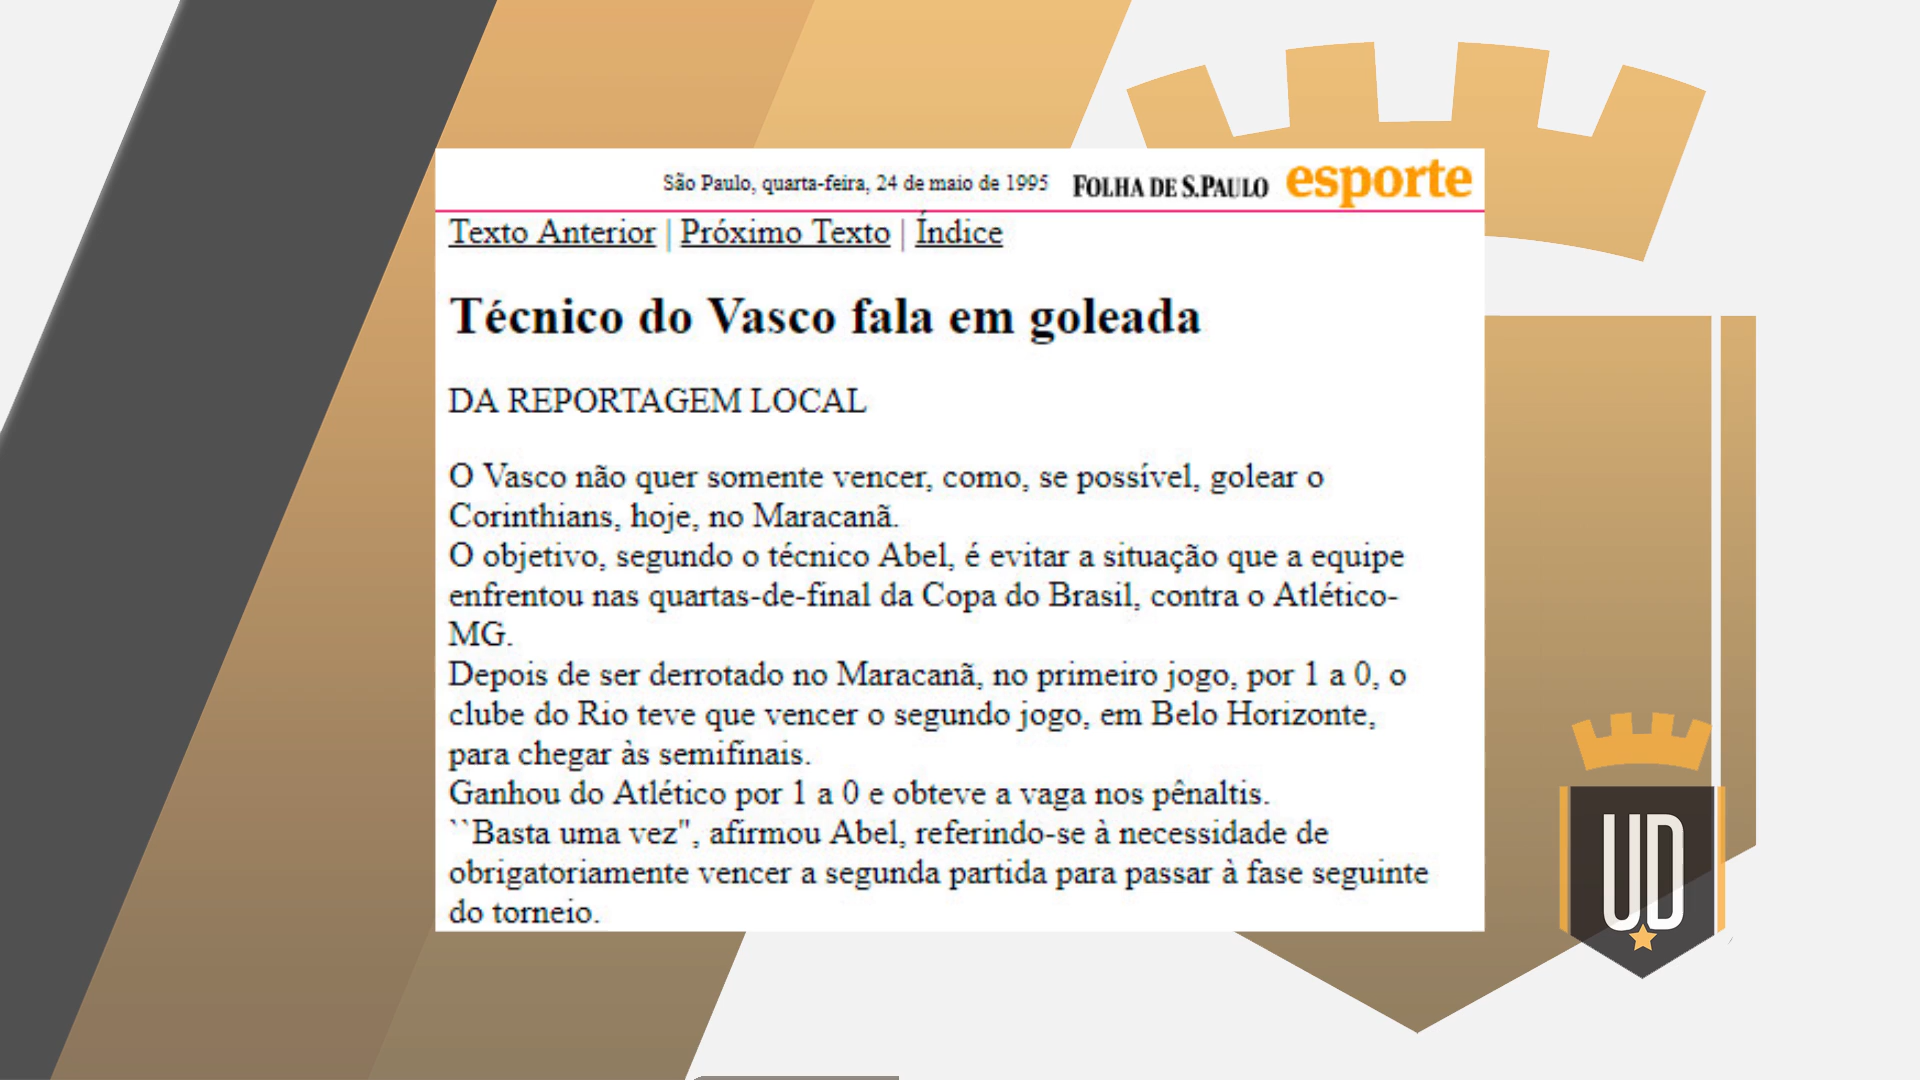 São Paulo, quarta-feira, 24 de maio de 1995 FOLHA DE S.PAULO esporte
Texto Anterior | Próximo Texto | Índice
Técnico do Vasco fala em goleada
DA REPORTAGEM LOCAL
O Vasco não quer somente vencer, como, se possível, golear o
Corinthians, hoje, no Maracanã.
O objetivo, segundo o técnico Abel, é evitar a situação que a equipe
enfrentou nas quartas-de-final da Copa do Brasil, contra o Atlético-
MG.
Depois de ser derrotado no Maracanã, no primeiro jogo, por 1 a 0, o
clube do Rio teve que vencer o segundo jogo, em Belo Horizonte,
para chegar às semifinais.
Ganhou do Atlético por 1 a 0 e obteve a vaga nos pênaltis.
``Basta uma vez", afirmou Abel, referindo-se à necessidade de
obrigatoriamente vencer a segunda partida para passar à fase seguinte
do torneio.
UD